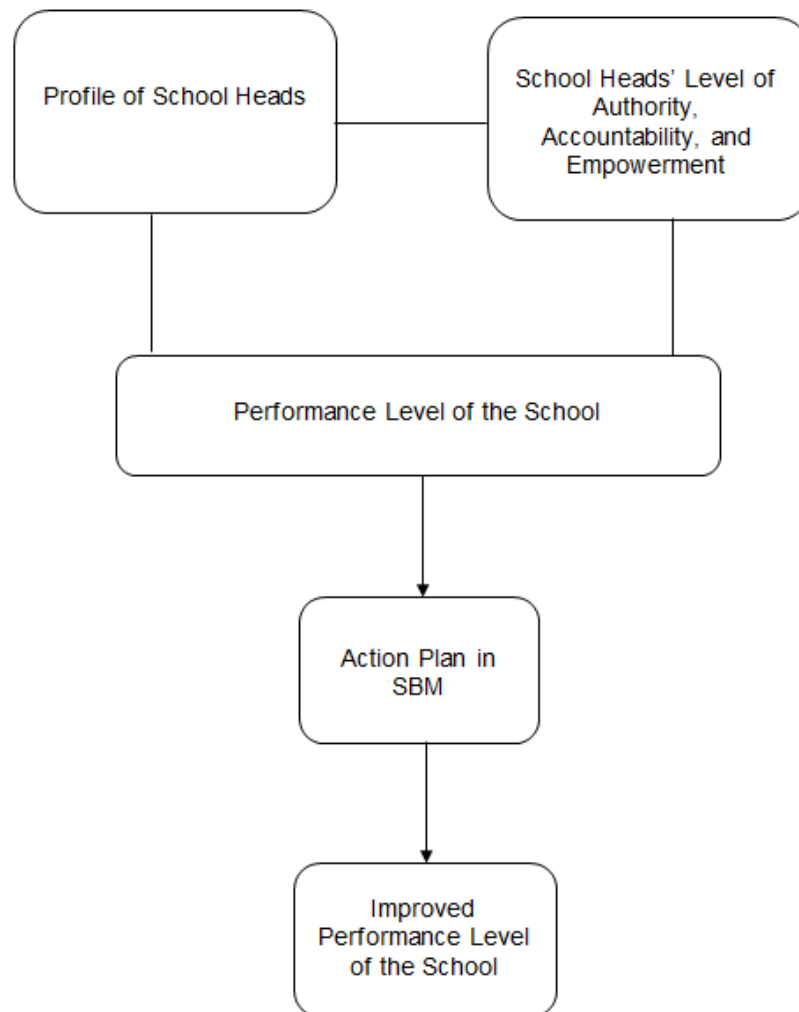 Profile of School Heads
School Heads' Level of
Authority,
Accountability, and
Empowerment
Performance Level of the School
Action Plan in
SBM
Improved
Performance Level
of the School